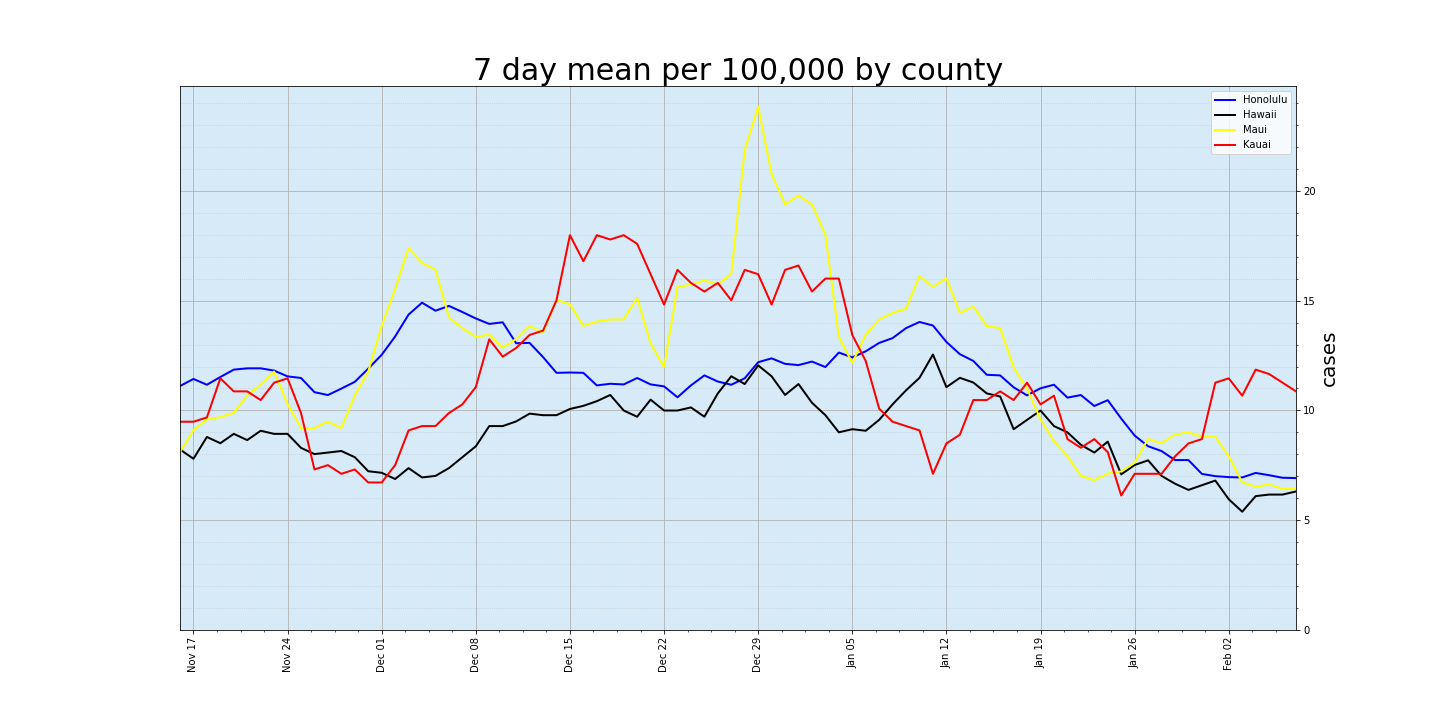 7 day mean per 100,000 by county
Honolulu
Hawaii
Maui
Kauai
20
15
10
5
0
cases
Nov 17
Nov 24
Dec 01
Dec 08
Dec 15
Dec 22
Dec 29
Jan 05
Jan 12
Jan 19
Jan 26
Feb 02